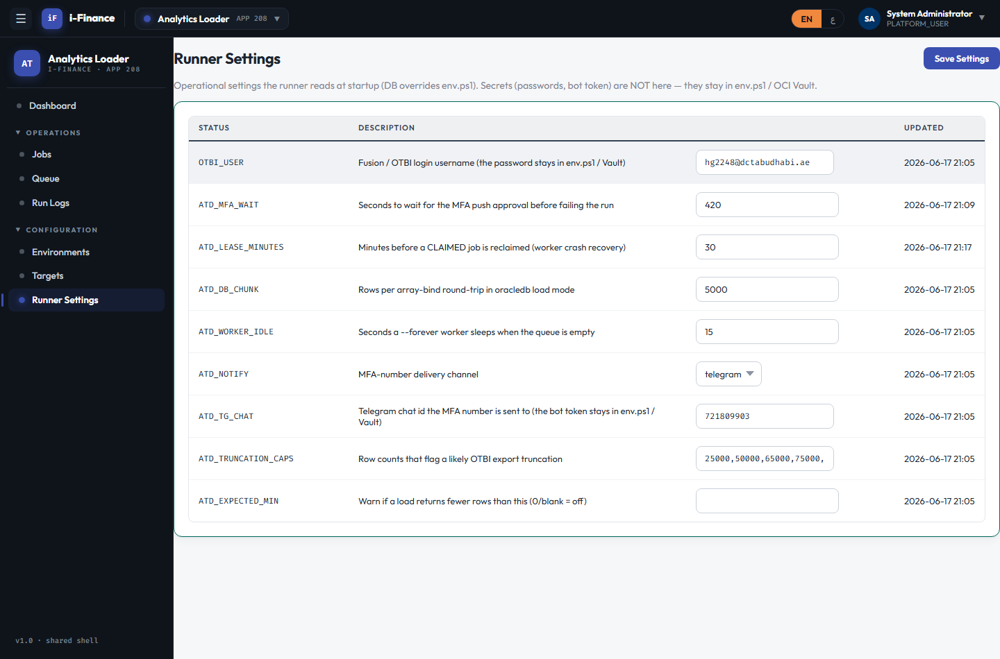 ☰ iF i-Finance Analytics Loader APP 208 ▼ EN ع SA System Administrator ▼
PLATFORM_USER
AT Analytics Loader
I-FINANCE · APP 208
Dashboard
▼ OPERATIONS
Jobs
Queue
Run Logs
▼ CONFIGURATION
Environments
Targets
Runner Settings
v1.0 · shared shell
Runner Settings Save Settings
Operational settings the runner reads at startup (DB overrides env.ps1). Secrets (passwords, bot token) are NOT here — they stay in env.ps1 / OCI Vault.
STATUS DESCRIPTION UPDATED
OTBI_USER Fusion / OTBI login username (the password stays in env.ps1 / Vault) hg2248@dctabudhabi.ae 2026-06-17 21:05
ATD_MFA_WAIT Seconds to wait for the MFA push approval before failing the run 420 2026-06-17 21:09
ATD_LEASE_MINUTES Minutes before a CLAIMED job is reclaimed (worker crash recovery) 30 2026-06-17 21:17
ATD_DB_CHUNK Rows per array-bind round-trip in oracledb load mode 5000 2026-06-17 21:05
ATD_WORKER_IDLE Seconds a --forever worker sleeps when the queue is empty 15 2026-06-17 21:05
ATD_NOTIFY MFA-number delivery channel telegram 2026-06-17 21:05
ATD_TG_CHAT Telegram chat id the MFA number is sent to (the bot token stays in env.ps1 /
Vault) 721809903 2026-06-17 21:05
ATD_TRUNCATION_CAPS Row counts that flag a likely OTBI export truncation 25000,50000,65000,75000, 2026-06-17 21:05
ATD_EXPECTED_MIN Warn if a load returns fewer rows than this (0/blank = off) 2026-06-17 21:05